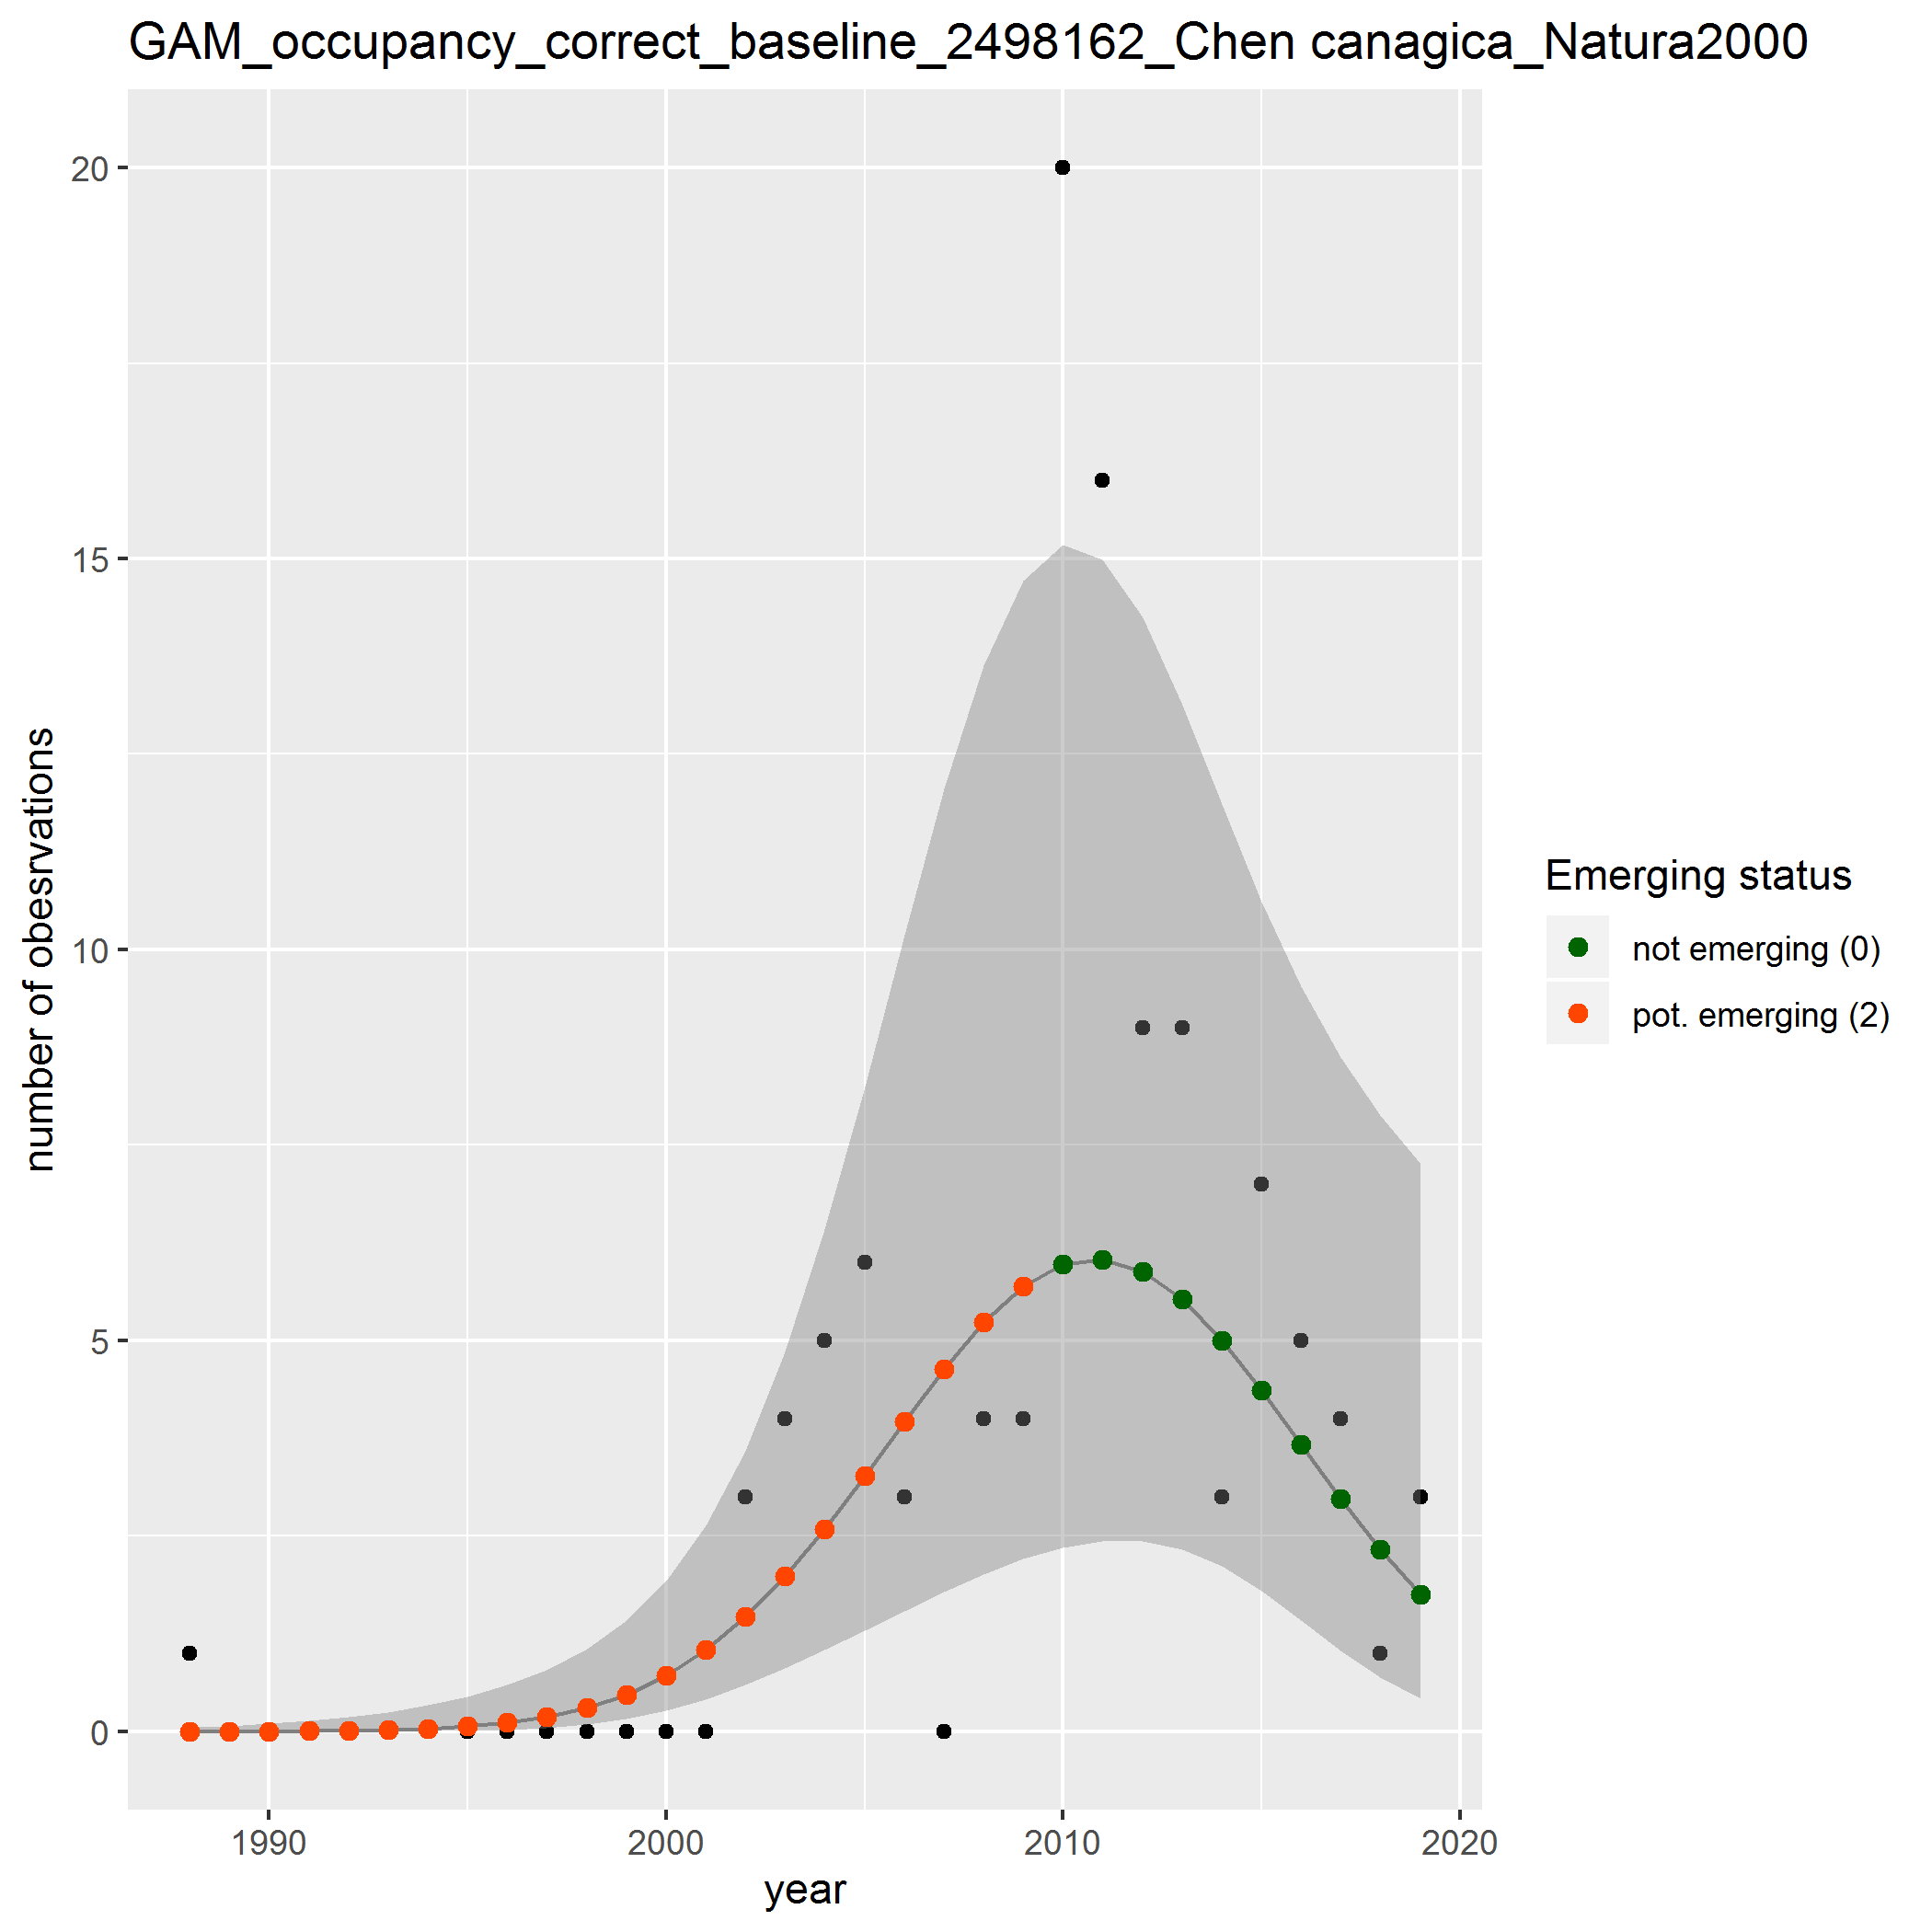 GAM_occupancy_correct_baseline_2498162_Chen canagica_Natura2000
20
15
10
5
0
number of obesrvations
1990
2000
2010
2020
year
Emerging status
not emerging (0)
pot. emerging (2)